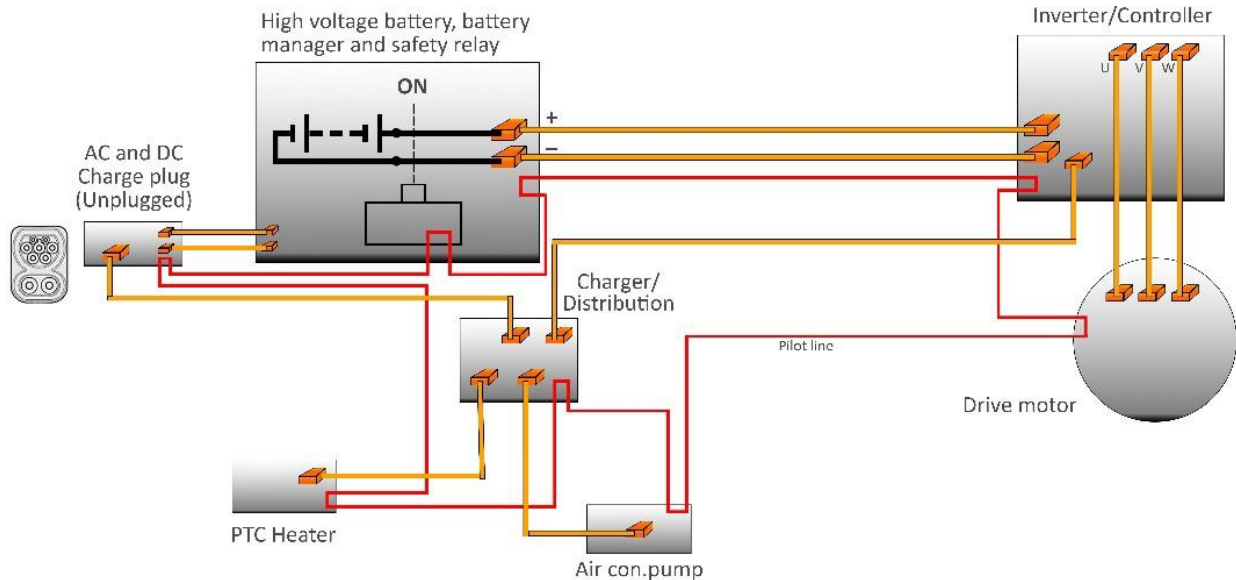 High voltage battery, battery
manager and safety relay
Inverter/Controller
ON
+
–
U
V
W
AC and DC
Charge plug
(Unplugged)
Charger/
Distribution
Pilot line
Drive motor
PTC Heater
Air con.pump